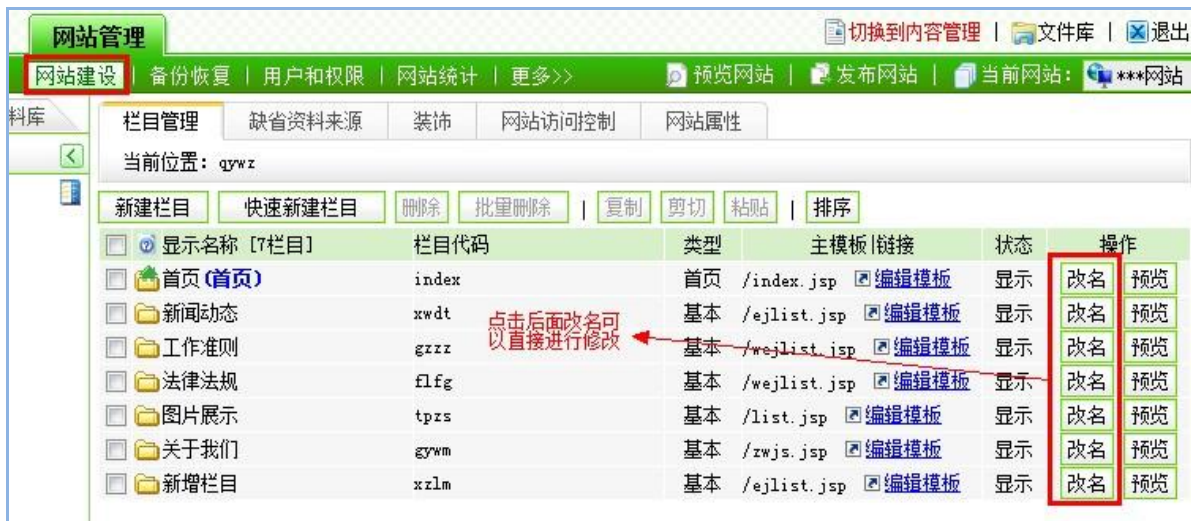 网站管理 切换到内容管理 | 文件库 | 退出
网站建设 | 备份恢复 | 用户和权限 | 网站统计 | 更多>> 预览网站 | 发布网站 | 当前网站: ***网站
料库 栏目管理 缺省资料来源 装饰 网站访问控制 网站属性
当前位置: qywz
新建栏目 快速新建栏目 删除 批量删除 | 复制 剪切 粘贴 | 排序
显示名称 [7栏目] 栏目代码 类型 主模板|链接 状态 操作
首页(首页) index 首页 /index.jsp 编辑模板 显示 改名 预览
新闻动态 xwdt 基本 /ejlist.jsp 编辑模板 显示 改名 预览
点击后面改名可
以直接进行修改
工作准则 gzzz 基本 /wejlist.jsp 编辑模板 显示 改名 预览
法律法规 flfg 基本 /wejlist.jsp 编辑模板 显示 改名 预览
图片展示 tpzs 基本 /list.jsp 编辑模板 显示 改名 预览
关于我们 gywm 基本 /zwjs.jsp 编辑模板 显示 改名 预览
新增栏目 xzlm 基本 /ejlist.jsp 编辑模板 显示 改名 预览